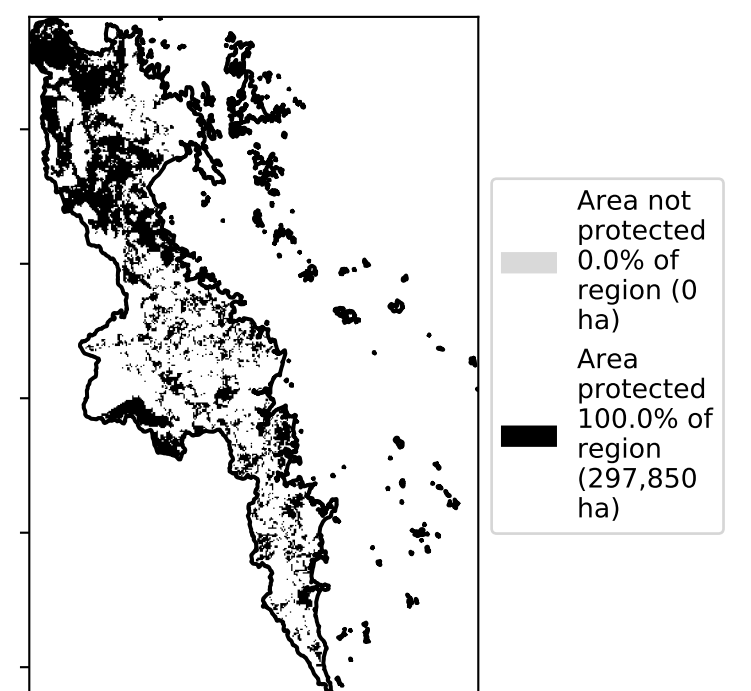 Area not
protected
0.0% of
region (0
ha)
Area
protected
100.0% of
region
(297,850
ha)